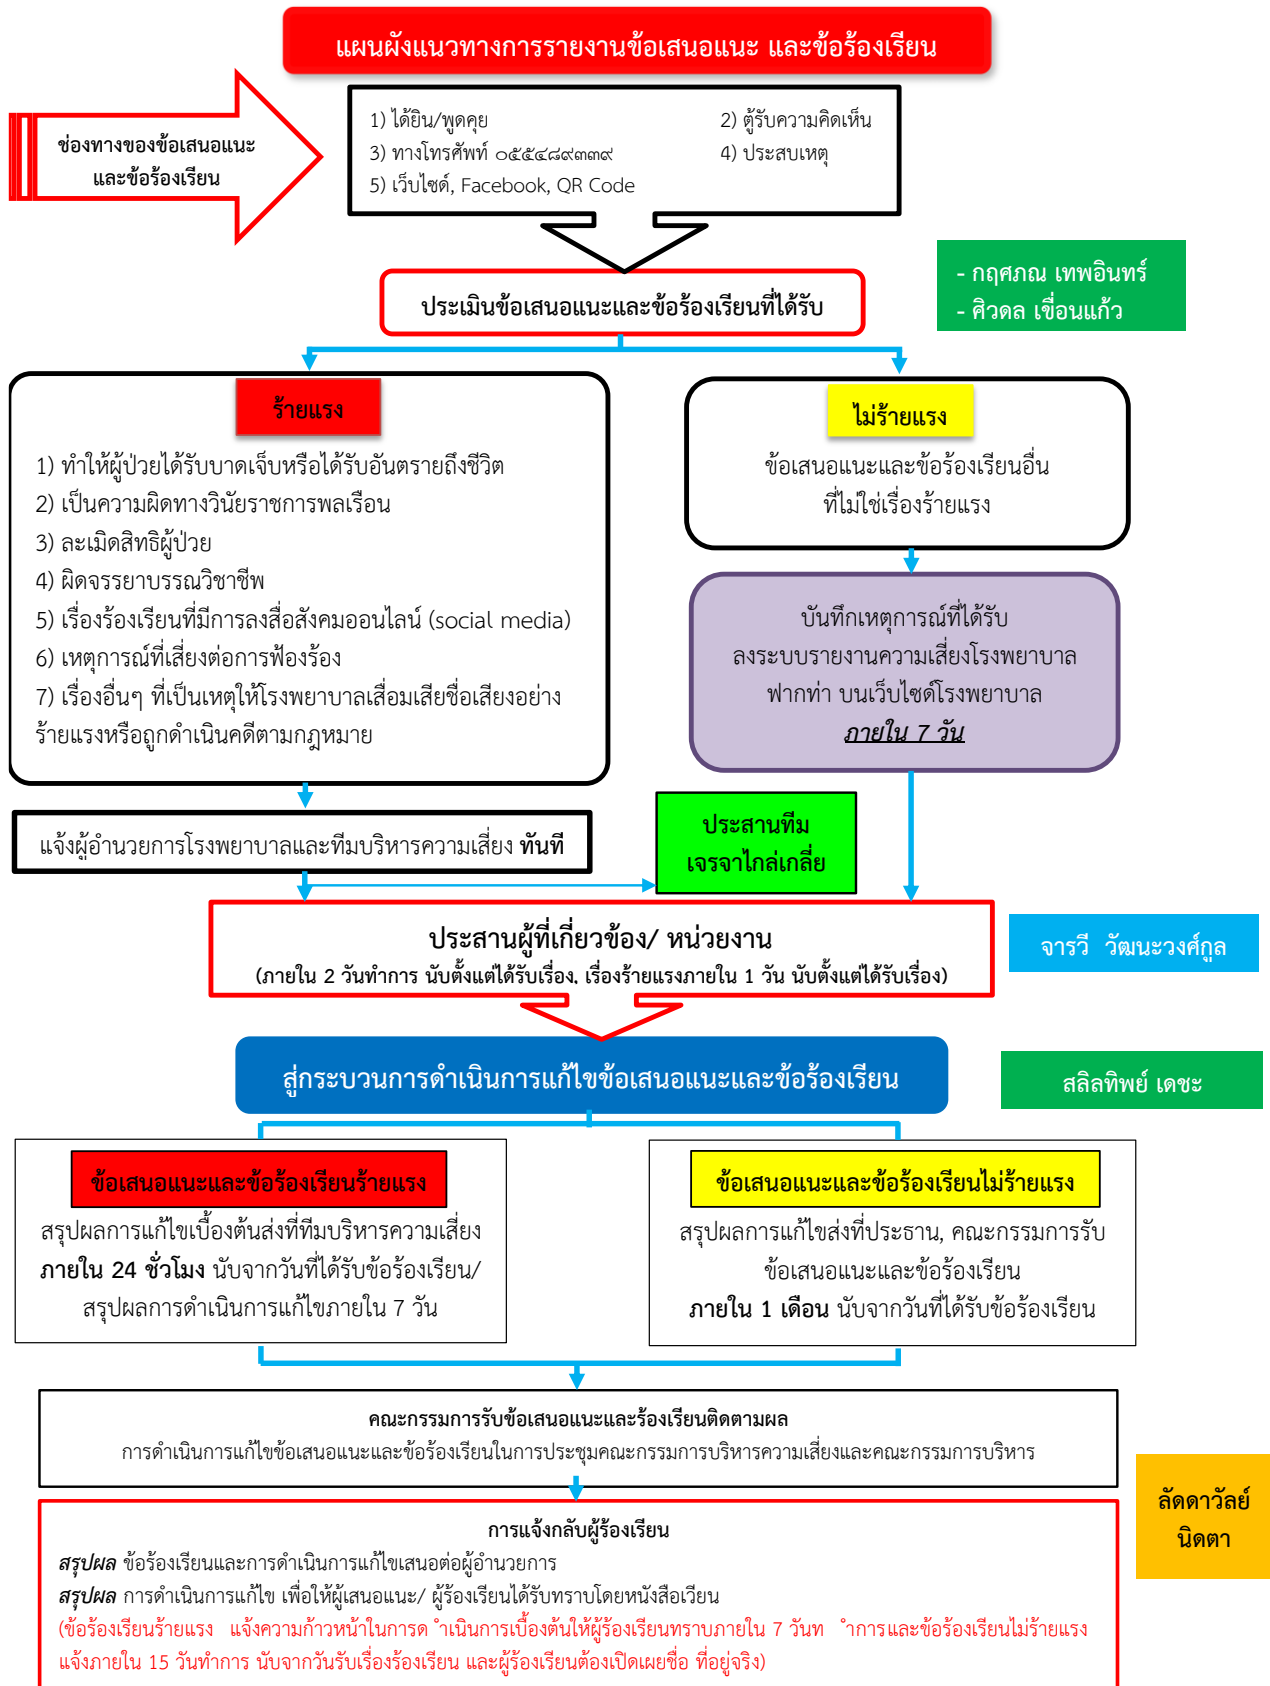 แผนผังแนวทางการรายงานข้อเสนอแนะ และข้อร้องเรียน
ช่องทางของข้อเสนอแนะ
และข้อร้องเรียน
1) ได้ยิน/พูดคุย 2) ตู้รับความคิดเห็น
3) ทางโทรศัพท์ ๐๕๕๔๘๙๓๓๙ 4) ประสบเหตุ
5) เว็บไซด์, Facebook, QR Code
- กฤศภณ เทพอินทร์
- ศิวดล เขื่อนแก้ว
ประเมินข้อเสนอแนะและข้อร้องเรียนที่ได้รับ
ร้ายแรง
1) ทำให้ผู้ป่วยได้รับบาดเจ็บหรือได้รับอันตรายถึงชีวิต
2) เป็นความผิดทางวินัยราชการพลเรือน
3) ละเมิดสิทธิผู้ป่วย
4) ผิดจรรยาบรรณวิชาชีพ
5) เรื่องร้องเรียนที่มีการลงสื่อสังคมออนไลน์ (social media)
6) เหตุการณ์ที่เสี่ยงต่อการฟ้องร้อง
7) เรื่องอื่นๆ ที่เป็นเหตุให้โรงพยาบาลเสื่อมเสียชื่อเสียงอย่าง
ร้ายแรงหรือถูกดำเนินคดีตามกฎหมาย
ไม่ร้ายแรง
ข้อเสนอแนะและข้อร้องเรียนอื่น
ที่ไม่ใช่เรื่องร้ายแรง
บันทึกเหตุการณ์ที่ได้รับ
ลงระบบรายงานความเสี่ยงโรงพยาบาล
ฟากท่า บนเว็บไซด์โรงพยาบาล
ภายใน 7 วัน
แจ้งผู้อำนวยการโรงพยาบาลและทีมบริหารความเสี่ยง ทันที
ประสานทีม
เจรจาไกล่เกลี่ย
ประสานผู้ที่เกี่ยวข้อง/ หน่วยงาน
(ภายใน 2 วันทำการ นับตั้งแต่ได้รับเรื่อง, เรื่องร้ายแรงภายใน 1 วัน นับตั้งแต่ได้รับเรื่อง)
จารวี วัฒนะวงศ์กูล
สู่กระบวนการดำเนินการแก้ไขข้อเสนอแนะและข้อร้องเรียน
สลิลทิพย์ เดชะ
ข้อเสนอแนะและข้อร้องเรียนร้ายแรง
สรุปผลการแก้ไขเบื้องต้นส่งที่ทีมบริหารความเสี่ยง
ภายใน 24 ชั่วโมง นับจากวันที่ได้รับข้อร้องเรียน/
สรุปผลการดำเนินการแก้ไขภายใน 7 วัน
ข้อเสนอแนะและข้อร้องเรียนไม่ร้ายแรง
สรุปผลการแก้ไขส่งที่ประธาน, คณะกรรมการรับ
ข้อเสนอแนะและข้อร้องเรียน
ภายใน 1 เดือน นับจากวันที่ได้รับข้อร้องเรียน
คณะกรรมการรับข้อเสนอแนะและร้องเรียนติดตามผล
การดำเนินการแก้ไขข้อเสนอแนะและข้อร้องเรียนในการประชุมคณะกรรมการบริหารความเสี่ยงและคณะกรรมการบริหาร
ลัดดาวัลย์
นิดตา
การแจ้งกลับผู้ร้องเรียน
สรุปผล ข้อร้องเรียนและการดำเนินการแก้ไขเสนอต่อผู้อำนวยการ
สรุปผล การดำเนินการแก้ไข เพื่อให้ผู้เสนอแนะ/ ผู้ร้องเรียนได้รับทราบโดยหนังสือเวียน
(ข้อร้องเรียนร้ายแรง แจ้งความก้าวหน้าในการด ำเนินการเบื้องต้นให้ผู้ร้องเรียนทราบภายใน 7 วันท ำการและข้อร้องเรียนไม่ร้ายแรง
แจ้งภายใน 15 วันทำการ นับจากวันรับเรื่องร้องเรียน และผู้ร้องเรียนต้องเปิดเผยชื่อ ที่อยู่จริง)